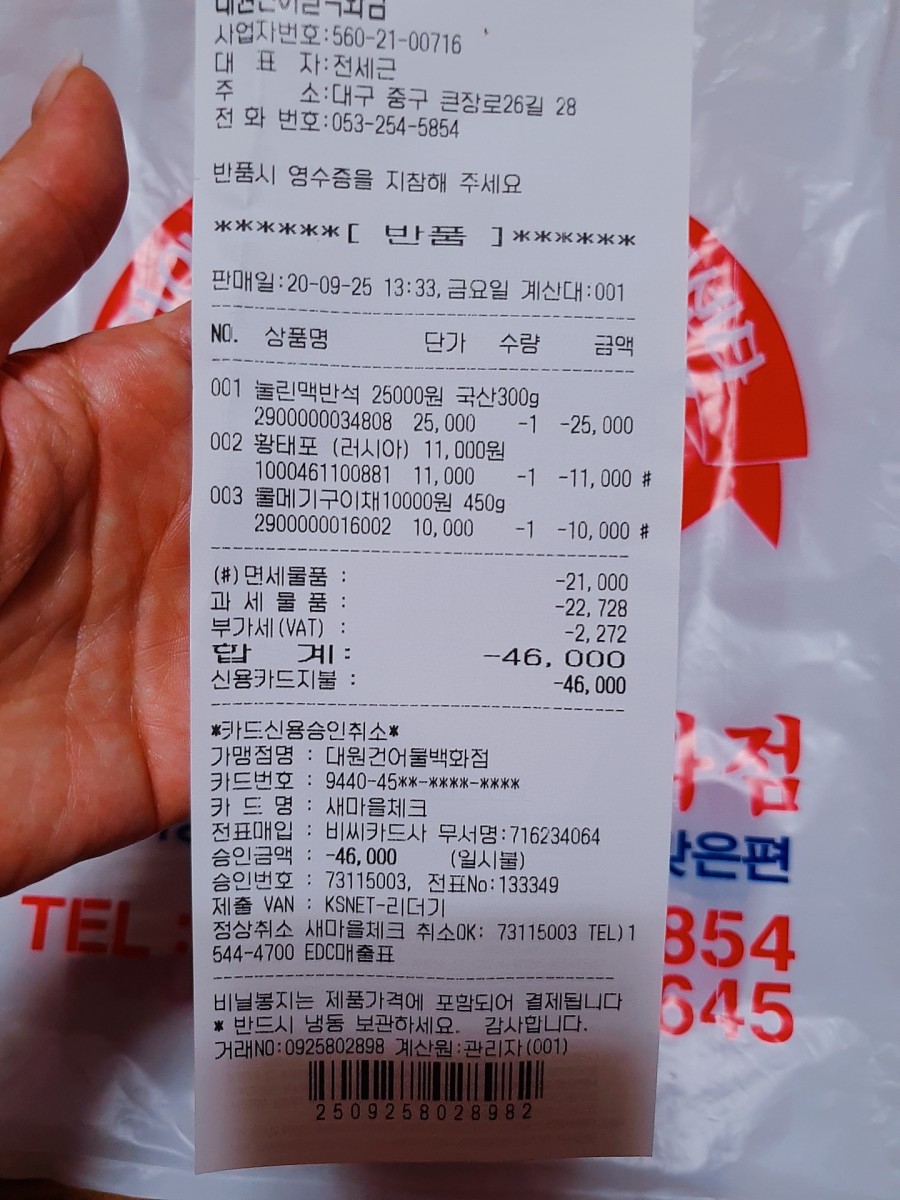 대원건어물백화점
사업자번호:560-21-00716
대 표 자:전세근
주 소:대구 중구 큰장로26길 28
전 화 번호:053-254-5854
반품시 영수증을 지참해 주세요
******[ 반품 ]******
판매일:20-09-25 13:33, 금요일 계산대:001
NO. 상품명 단가 수량 금액
001 눌린맥반석 25000원 국산300g
2900000034808 25,000 -1 -25,000
002 황태포 (러시아) 11,000원
1000461100881 11,000 -1 -11,000 #
003 물메기구이채10000원 450g
2900000016002 10,000 -1 -10,000 #
(#)면세물품 : -21,000
과 세 물 품 : -22,728
부가세(VAT) : -2,272
합 계: -46,000
신용카드지불 : -46,000
*카드신용승인취소*
가맹점명 : 대원건어물백화점
카드번호 : 9440-45**-****-****
카 드 명 : 새마을체크
전표매입 : 비씨카드사 무서명:716234064
승인금액 : -46,000 (일시불)
승인번호 : 73115003, 전표No:133349
제출 VAN : KSNET-리더기
정상취소 새마을체크 취소OK: 73115003 TEL)1
544-4700 EDC매출표
비닐봉지는 제품가격에 포함되어 결제됩니다
* 반드시 냉동 보관하세요. 감사합니다.
거래NO:0925802898 계산원:관리자(001)
2509258028982
점
맞은편
TEL : 854
645